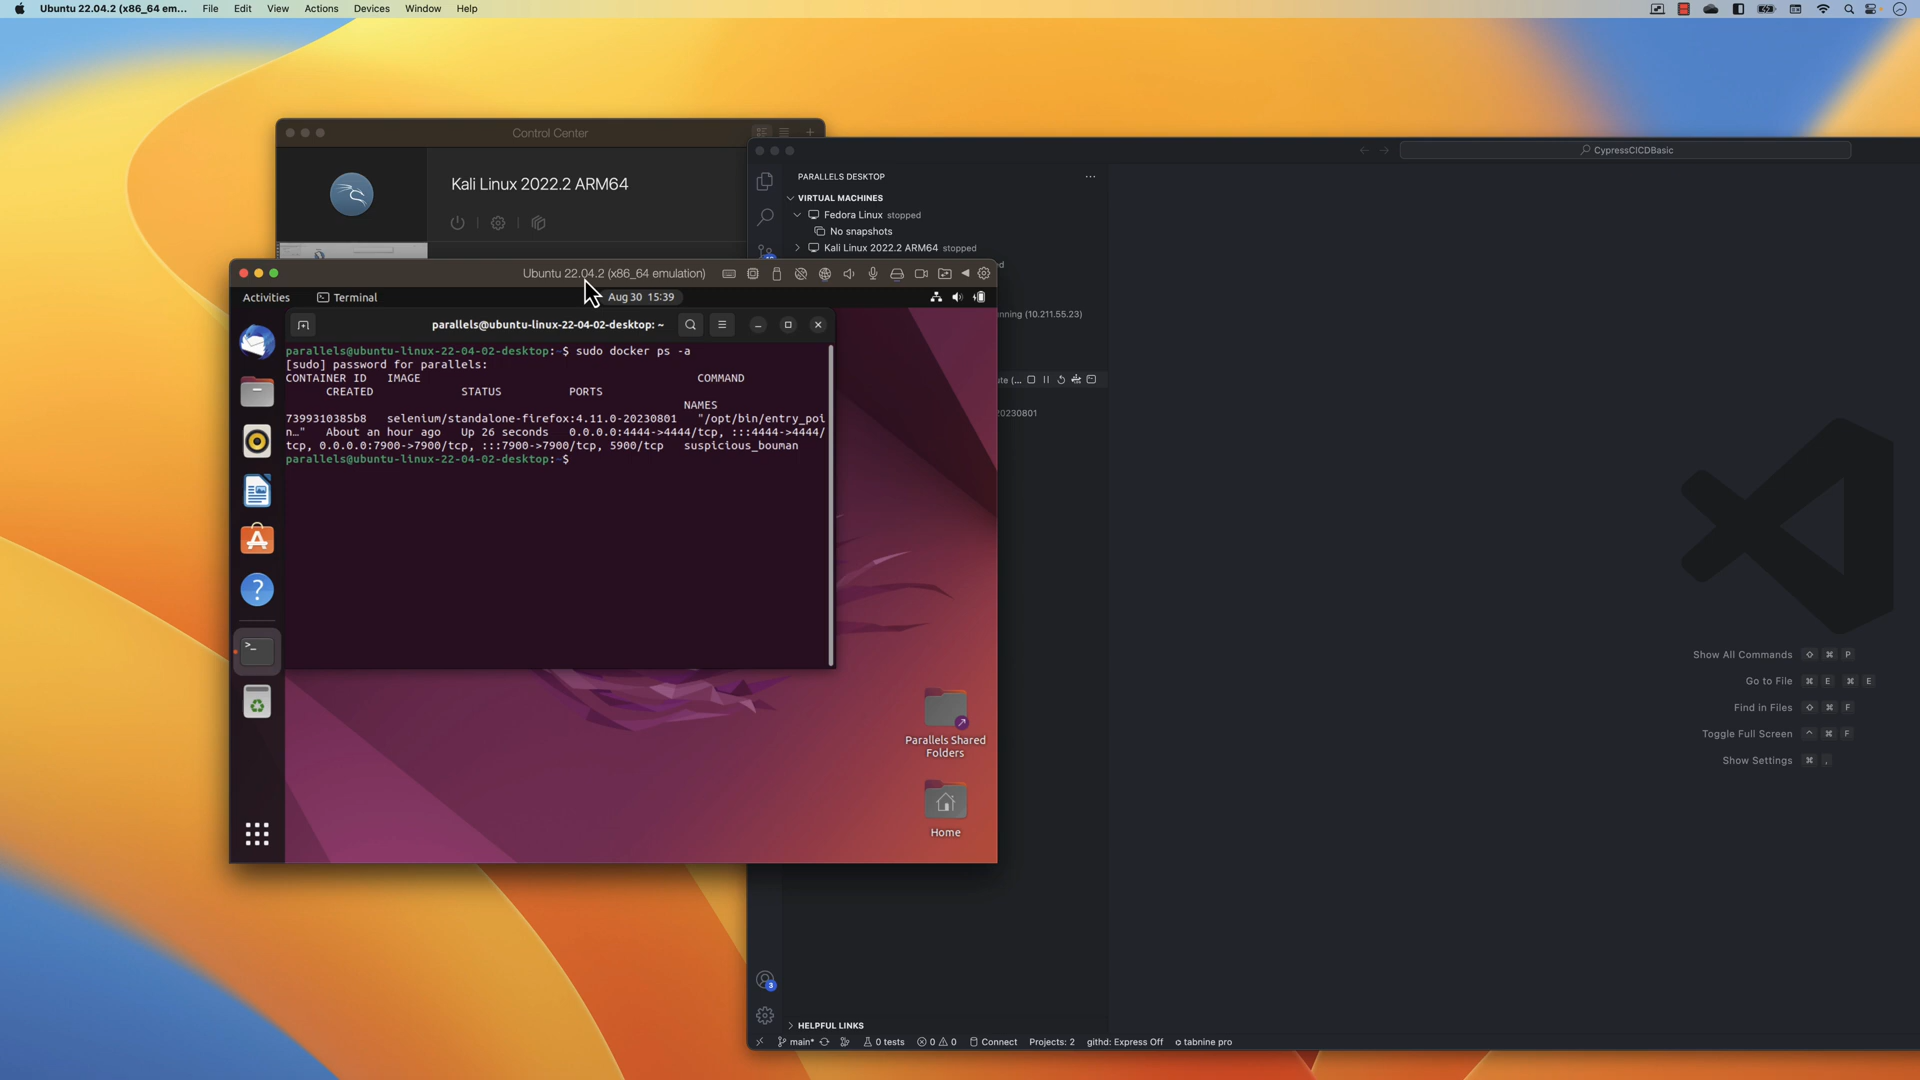 Ubuntu 22.04.2 (x86_64 em... File Edit View Actions Devices Window Help
Control Center
Kali Linux 2022.2 ARM64
CypressCICDBasic
PARALLELS DESKTOP
VIRTUAL MACHINES
Fedora Linux stopped
No snapshots
Kali Linux 2022.2 ARM64 stopped
Ubuntu 22.04.2 (x86_64 emulation)
Activities Terminal Aug 30 15:39
parallels@ubuntu-linux-22-04-02-desktop: ~
parallels@ubuntu-linux-22-04-02-desktop:~$ sudo docker ps -a
[sudo] password for parallels:
CONTAINER ID IMAGE COMMAND
CREATED STATUS PORTS
NAMES
7399310385b8 selenium/standalone-firefox:4.11.0-20230801 "/opt/bin/entry_poi
n…" About an hour ago Up 26 seconds 0.0.0.0:4444->4444/tcp, :::4444->4444/
tcp, 0.0.0.0:7900->7900/tcp, :::7900->7900/tcp, 5900/tcp suspicious_bouman
parallels@ubuntu-linux-22-04-02-desktop:~$
Parallels Shared
Folders
Home
nning (10.211.55.23)
ute (...
20230801
Show All Commands ⇧ ⌘ P
Go to File ⌘ E ⌘ E
Find in Files ⇧ ⌘ F
Toggle Full Screen ^ ⌘ F
Show Settings ⌘ ,
3
HELPFUL LINKS
main* 0 tests 0 0 Connect Projects: 2 githd: Express Off tabnine pro